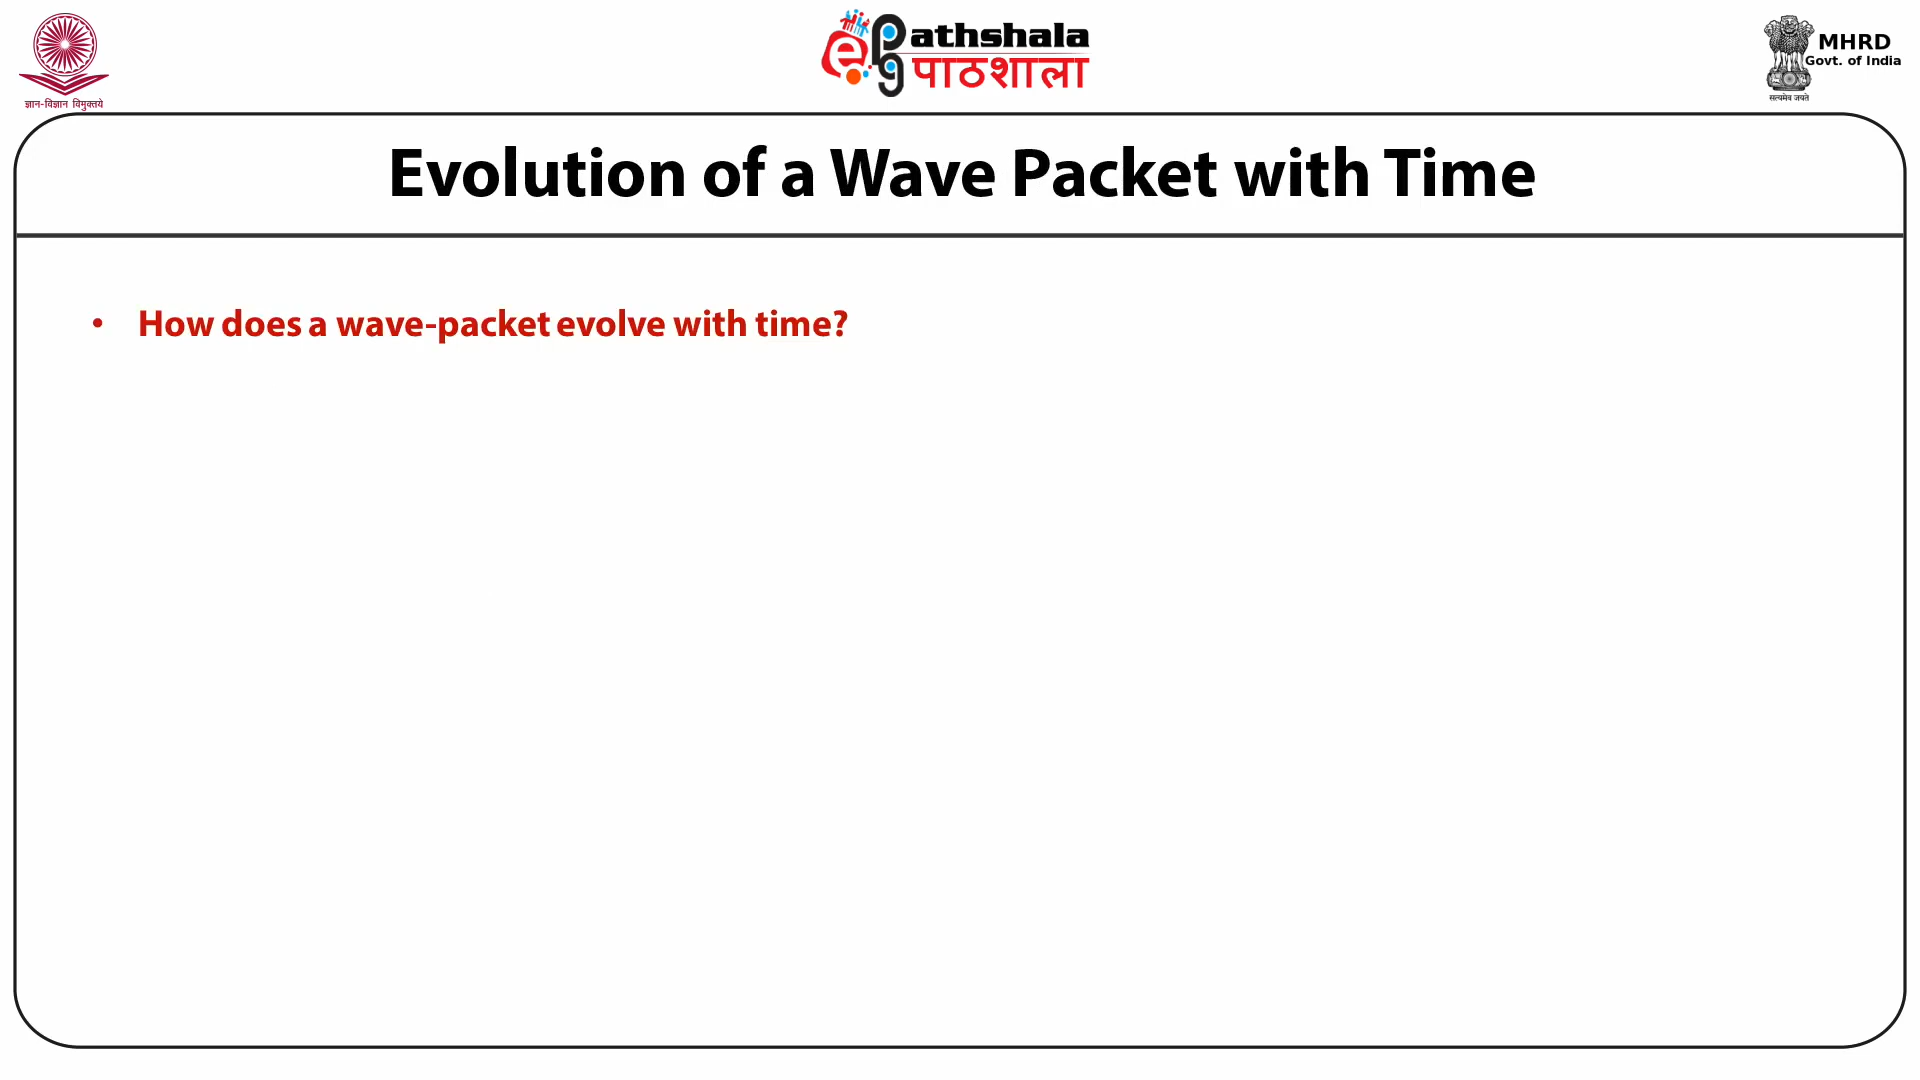 ज्ञान-विज्ञान विमुक्तये
e Pathshala
पाठशाला
MHRD
Govt. of India
सत्यमेव जयते
Evolution of a Wave Packet with Time
• How does a wave-packet evolve with time?